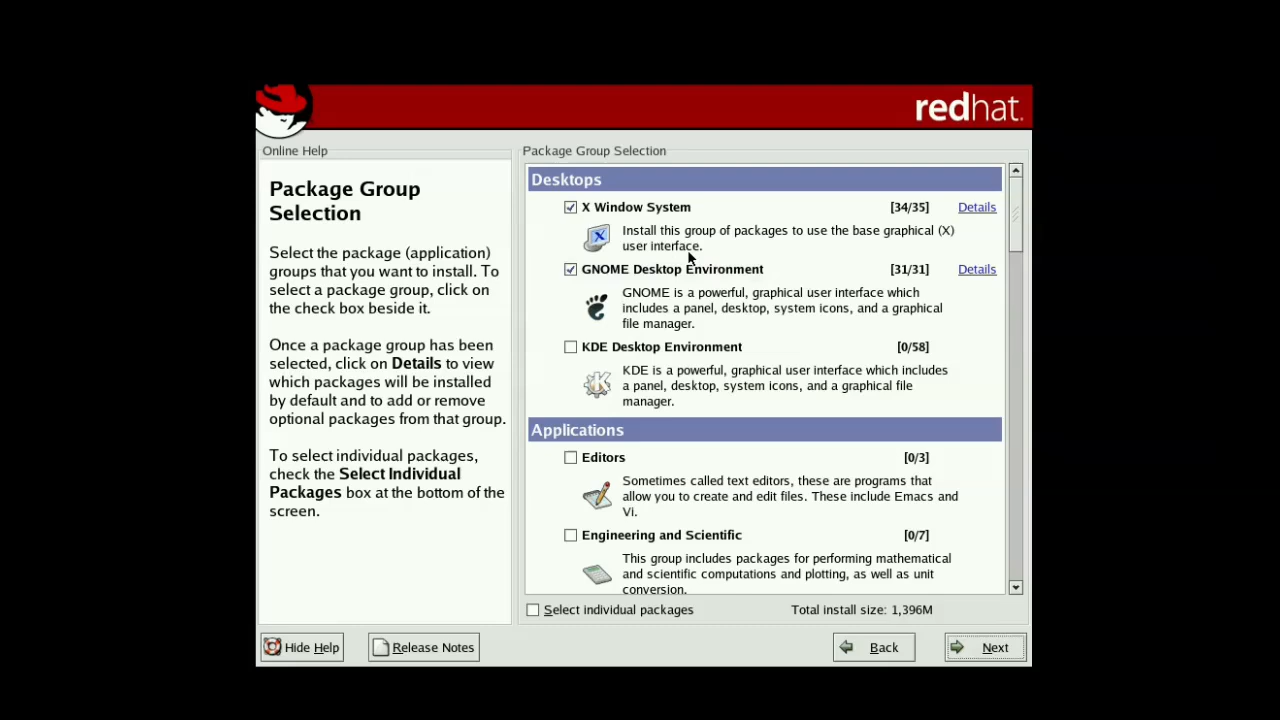 redhat.
Online Help
Package Group
Selection
Select the package (application)
groups that you want to install. To
select a package group, click on
the check box beside it.
Once a package group has been
selected, click on Details to view
which packages will be installed
by default and to add or remove
optional packages from that group.
To select individual packages,
check the Select Individual
Packages box at the bottom of the
screen.
Package Group Selection
Desktops
X Window System [34/35] Details
Install this group of packages to use the base graphical (X)
user interface.
GNOME Desktop Environment [31/31] Details
GNOME is a powerful, graphical user interface which
includes a panel, desktop, system icons, and a graphical
file manager.
KDE Desktop Environment [0/58]
KDE is a powerful, graphical user interface which includes
a panel, desktop, system icons, and a graphical file
manager.
Applications
Editors [0/3]
Sometimes called text editors, these are programs that
allow you to create and edit files. These include Emacs and
Vi.
Engineering and Scientific [0/7]
This group includes packages for performing mathematical
and scientific computations and plotting, as well as unit
conversion.
Select individual packages Total install size: 1,396M
Hide Help Release Notes Back Next